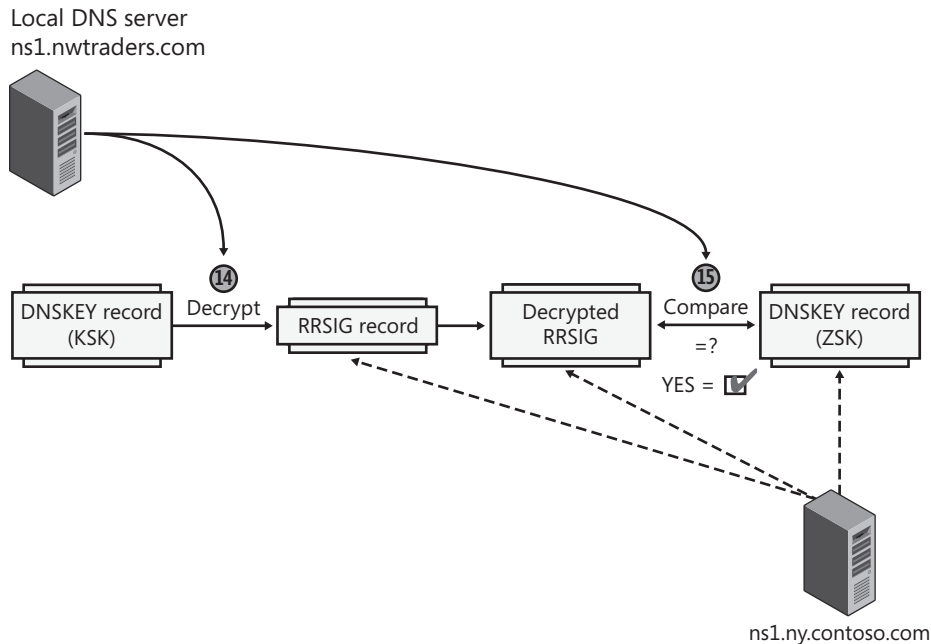 Local DNS server
ns1.nwtraders.com
14
15
DNSKEY record
(KSK)
Decrypt
RRSIG record
Decrypted
RRSIG
Compare
=?
YES =
DNSKEY record
(ZSK)
ns1.ny.contoso.com